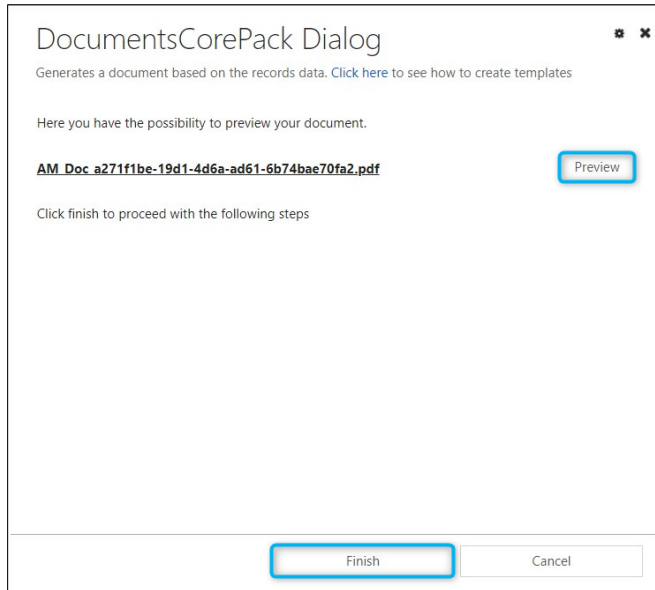 DocumentsCorePack Dialog
Generates a document based on the records data. Click here to see how to create templates
Here you have the possibility to preview your document.
AM_Doc_a271f1be-19d1-4d6a-ad61-6b74bae70fa2.pdf
Preview
Click finish to proceed with the following steps
Finish
Cancel